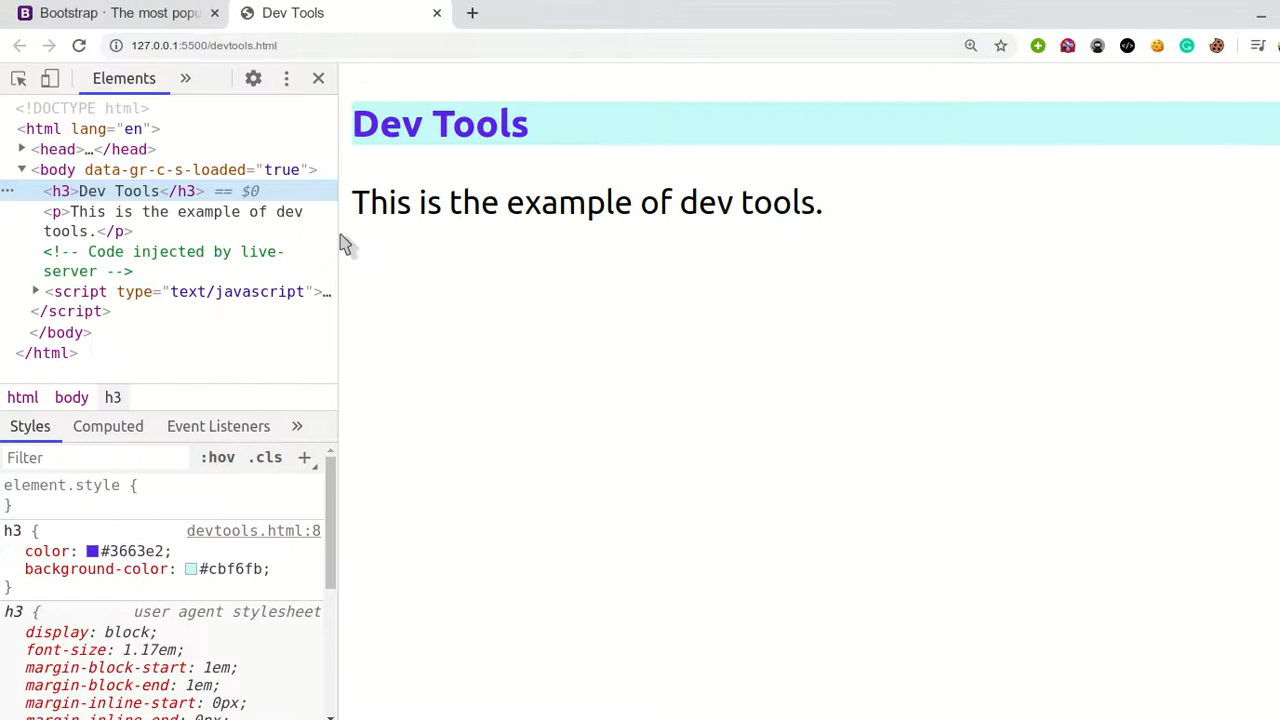 Bootstrap · The most popu
Dev Tools
127.0.0.1:5500/devtools.html
Elements
<!DOCTYPE html>
<html lang="en">
<head>…</head>
<body data-gr-c-s-loaded="true">
<h3>Dev Tools</h3> == $0
<p>This is the example of dev
tools.</p>
<!-- Code injected by live-
server -->
<script type="text/javascript">…
</script>
</body>
</html>
html body h3
Styles Computed Event Listeners
Filter :hov .cls
element.style {
}
h3 { devtools.html:8
color: #3663e2;
background-color: #cbf6fb;
}
h3 { user agent stylesheet
display: block;
font-size: 1.17em;
margin-block-start: 1em;
margin-block-end: 1em;
margin-inline-start: 0px;
margin-inline-end: 0px;
Dev Tools
This is the example of dev tools.